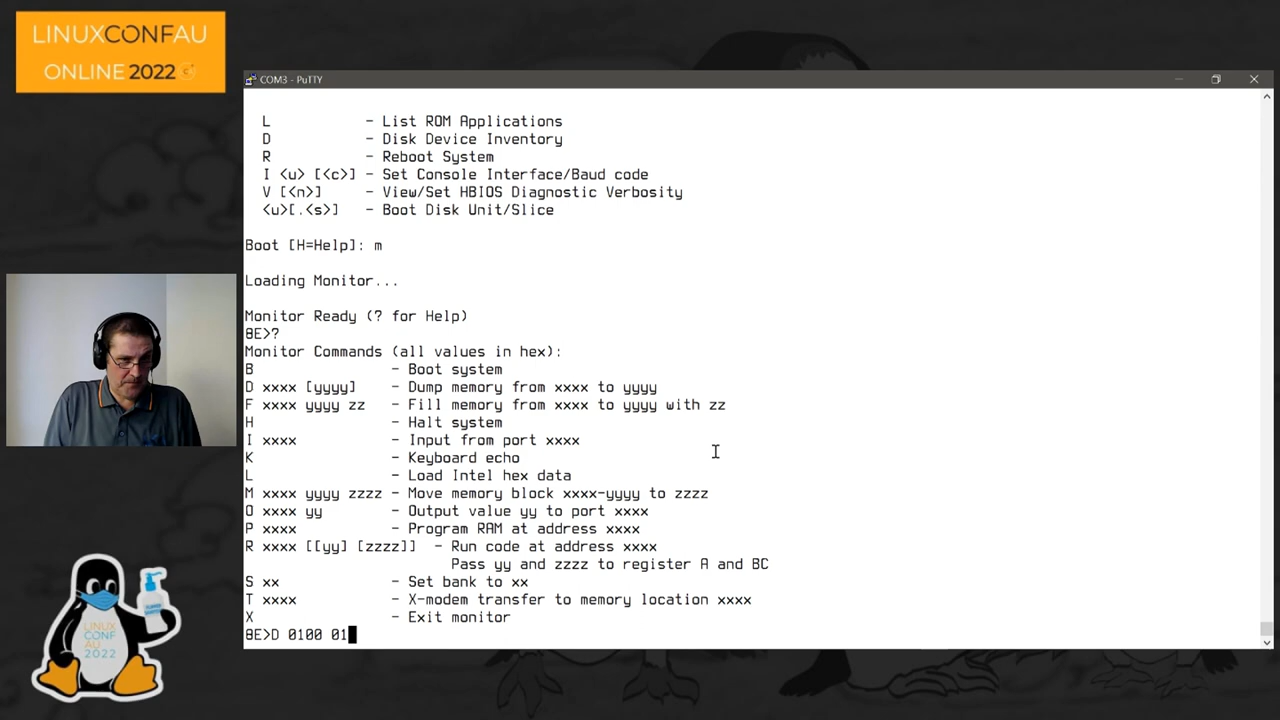 LINUXCONFAU
ONLINE 2022
COM3 - PuTTY
L - List ROM Applications
D - Disk Device Inventory
R - Reboot System
I <u> [<c>] - Set Console Interface/Baud code
V [<n>] - View/Set HBIOS Diagnostic Verbosity
<u>[.<s>] - Boot Disk Unit/Slice
Boot [H=Help]: m
Loading Monitor...
Monitor Ready (? for Help)
8E>?
Monitor Commands (all values in hex):
B - Boot system
D xxxx [yyyy] - Dump memory from xxxx to yyyy
F xxxx yyyy zz - Fill memory from xxxx to yyyy with zz
H - Halt system
I xxxx - Input from port xxxx
K - Keyboard echo
L - Load Intel hex data
M xxxx yyyy zzzz - Move memory block xxxx-yyyy to zzzz
O xxxx yy - Output value yy to port xxxx
P xxxx - Program RAM at address xxxx
R xxxx [[yy] [zzzz]] - Run code at address xxxx
Pass yy and zzzz to register A and BC
S xx - Set bank to xx
T xxxx - X-modem transfer to memory location xxxx
X - Exit monitor
8E>D 0100 01
LINUX
CONF
AU
2022